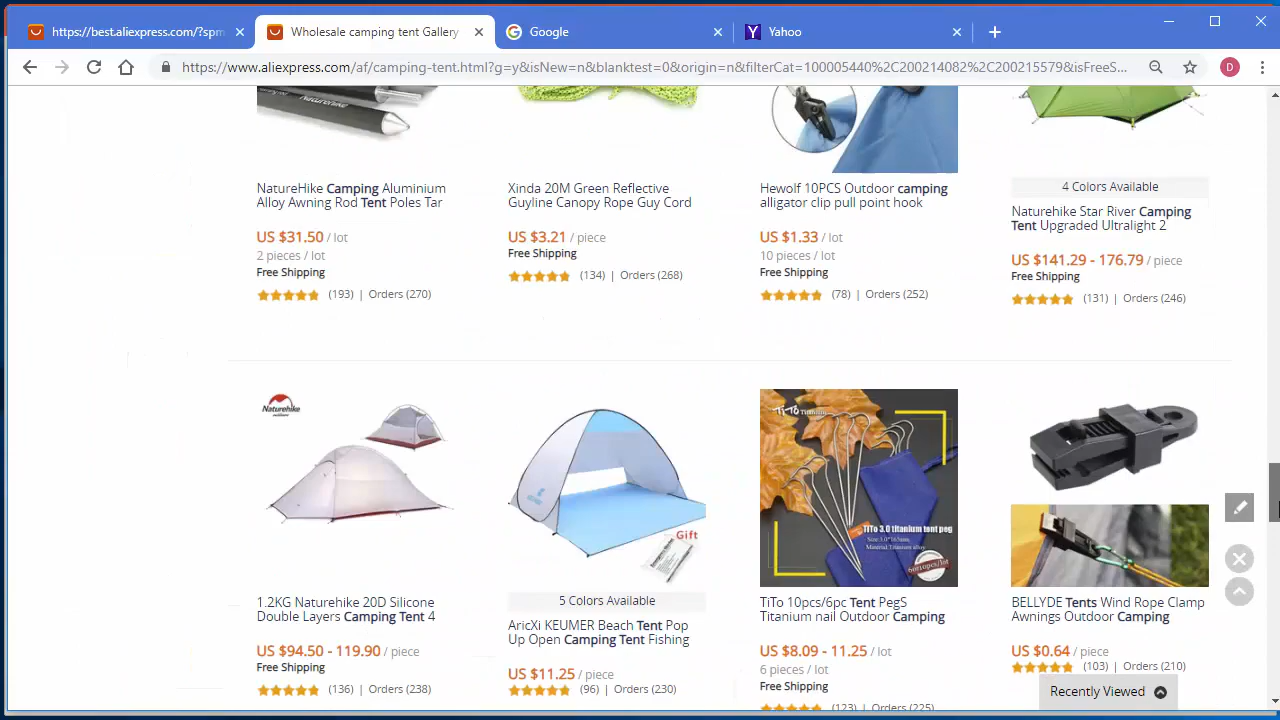 https://best.aliexpress.com/?spm
Wholesale camping tent Gallery
Google
Yahoo
https://www.aliexpress.com/af/camping-tent.html?g=y&isNew=n&blanktest=0&origin=n&filterCat=100005440%2C200214082%2C200215579&isFreeS...
D
NatureHike Camping Aluminium
Alloy Awning Rod Tent Poles Tar
US $31.50 / lot
2 pieces / lot
Free Shipping
(193) | Orders (270)
Xinda 20M Green Reflective
Guyline Canopy Rope Guy Cord
US $3.21 / piece
Free Shipping
(134) | Orders (268)
Hewolf 10PCS Outdoor camping
alligator clip pull point hook
US $1.33 / lot
10 pieces / lot
Free Shipping
(78) | Orders (252)
4 Colors Available
Naturehike Star River Camping
Tent Upgraded Ultralight 2
US $141.29 - 176.79 / piece
Free Shipping
(131) | Orders (246)
Naturehike
1.2KG Naturehike 20D Silicone
Double Layers Camping Tent 4
US $94.50 - 119.90 / piece
Free Shipping
(136) | Orders (238)
Gift
5 Colors Available
AricXi KEUMER Beach Tent Pop
Up Open Camping Tent Fishing
US $11.25 / piece
(96) | Orders (230)
TiTo Titanium
TiTo 3.0 titanium tent peg
TiTo 10pcs/6pc Tent PegS
Titanium nail Outdoor Camping
US $8.09 - 11.25 / lot
6 pieces / lot
Free Shipping
(123) | Orders (225)
BELLYDE Tents Wind Rope Clamp
Awnings Outdoor Camping
US $0.64 / piece
(103) | Orders (210)
Recently Viewed